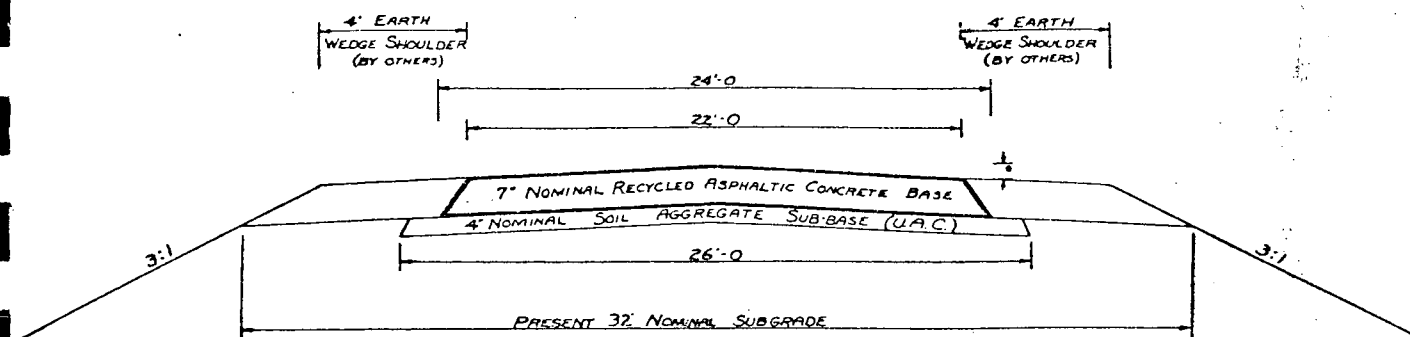 4' EARTH
WEDGE SHOULDER
(BY OTHERS)
4' EARTH
WEDGE SHOULDER
(BY OTHERS)
24'-0
22'-0
7" NOMINAL RECYCLED ASPHALTIC CONCRETE BASE
4" NOMINAL SOIL AGGREGATE SUB-BASE (U.A.C.)
3:1
26'-0
3:1
PRESENT 32' NOMINAL SUBGRADE